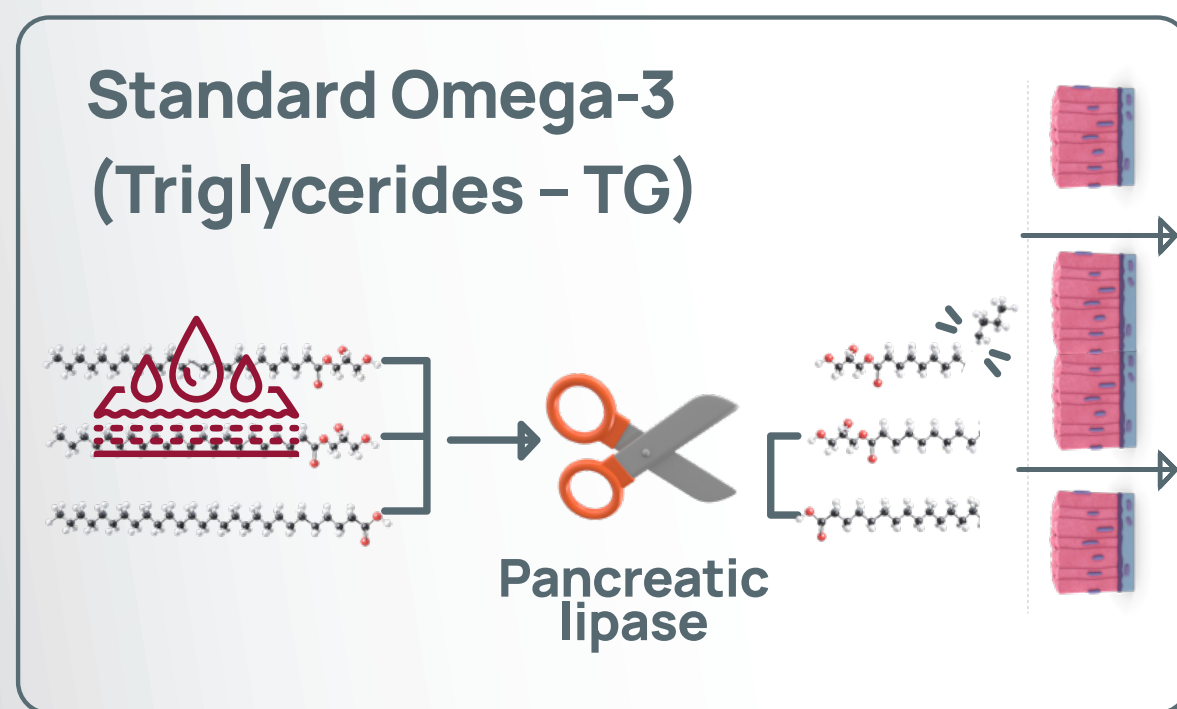 Standard Omega-3
(Triglycerides – TG)
Pancreatic
lipase